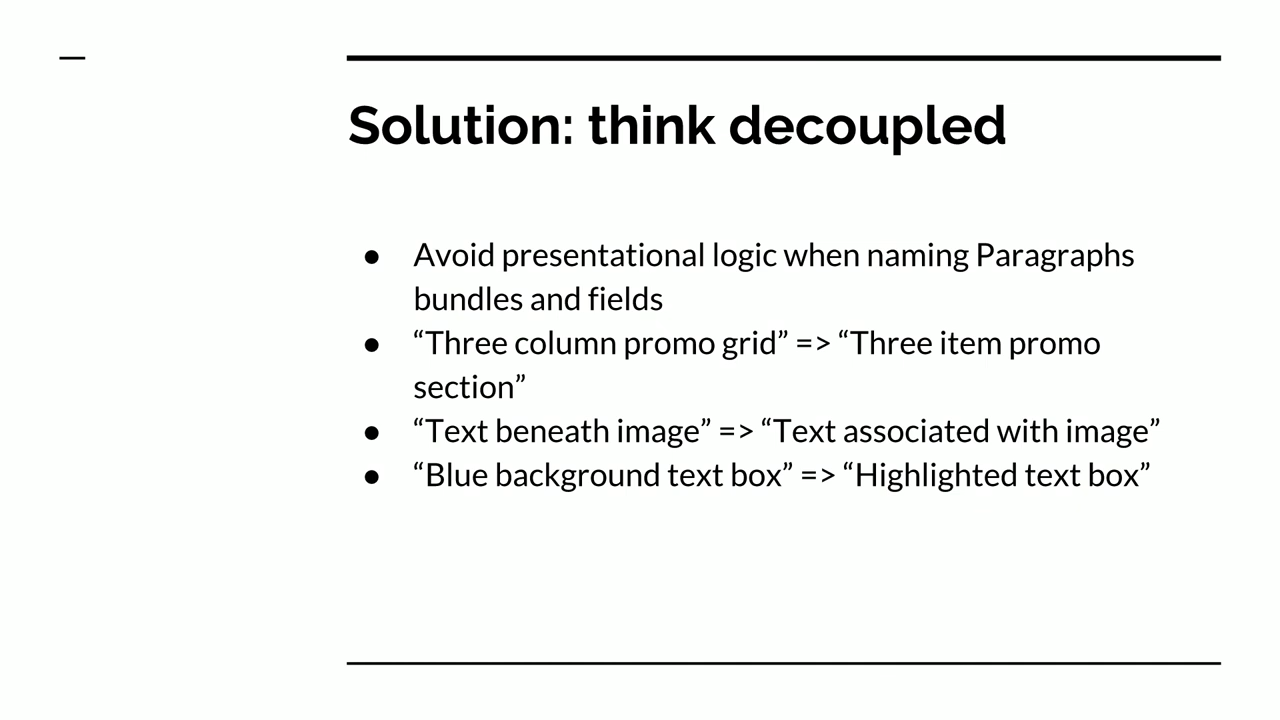 Solution: think decoupled
● Avoid presentational logic when naming Paragraphs
bundles and fields
● “Three column promo grid” => “Three item promo
section”
● “Text beneath image” => “Text associated with image”
● “Blue background text box” => “Highlighted text box”